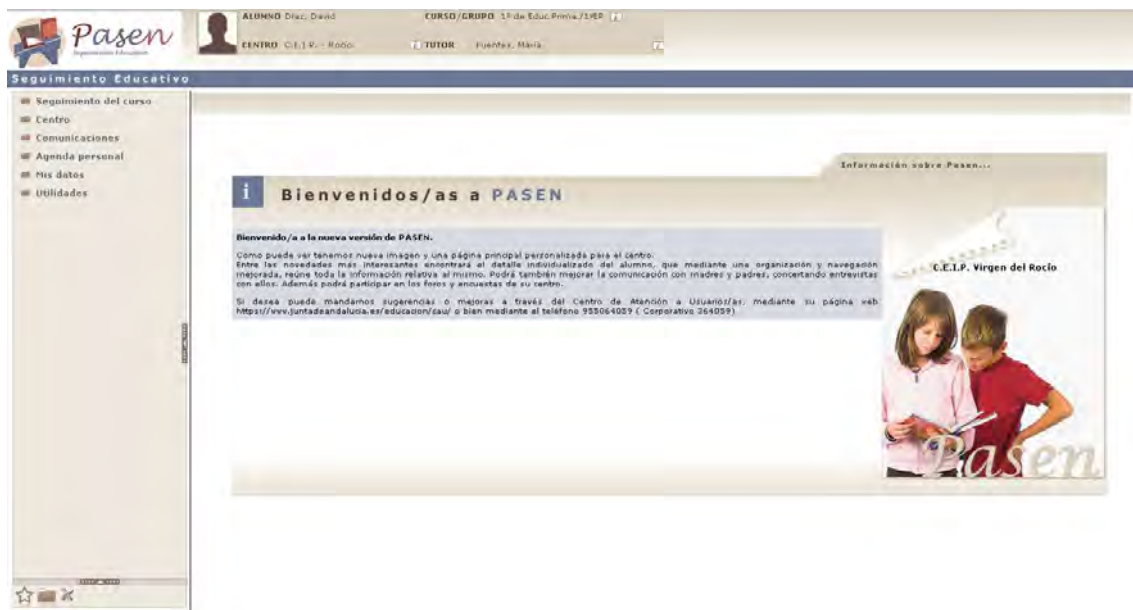 Pasen
ALUMNO Díaz, David
CURSO/GRUPO 1º de Educ. Prima./1ºEP
CENTRO C.E.I.P. - Rocío
TUTOR Fuentes, María
Seguimiento Educativo
Seguimiento del curso
Centro
Comunicaciones
Agenda personal
Mis datos
Utilidades
Información sobre Pasen...
i Bienvenidos/as a PASEN
Bienvenido/a a la nueva versión de PASEN.
Como puede ver tenemos nueva imagen y una página principal personalizada para el centro.
Entre las novedades más interesantes encontrará el detalle individualizado del alumno, que mediante una organización y navegación
mejorada, reúne toda la información relativa al mismo. Podrá también mejorar la comunicación con madres y padres, concertando entrevistas
con ellos. Además podrá participar en los foros y encuestas de su centro.
Si desea puede mandarnos sugerencias o mejoras a través del Centro de Atención a Usuarios/as, mediante su página web
https://www.juntadeandalucia.es/educacion/cau/ o bien mediante el teléfono 955064059 ( Corporativo 364059)
C.E.I.P. Virgen del Rocío
Pasen